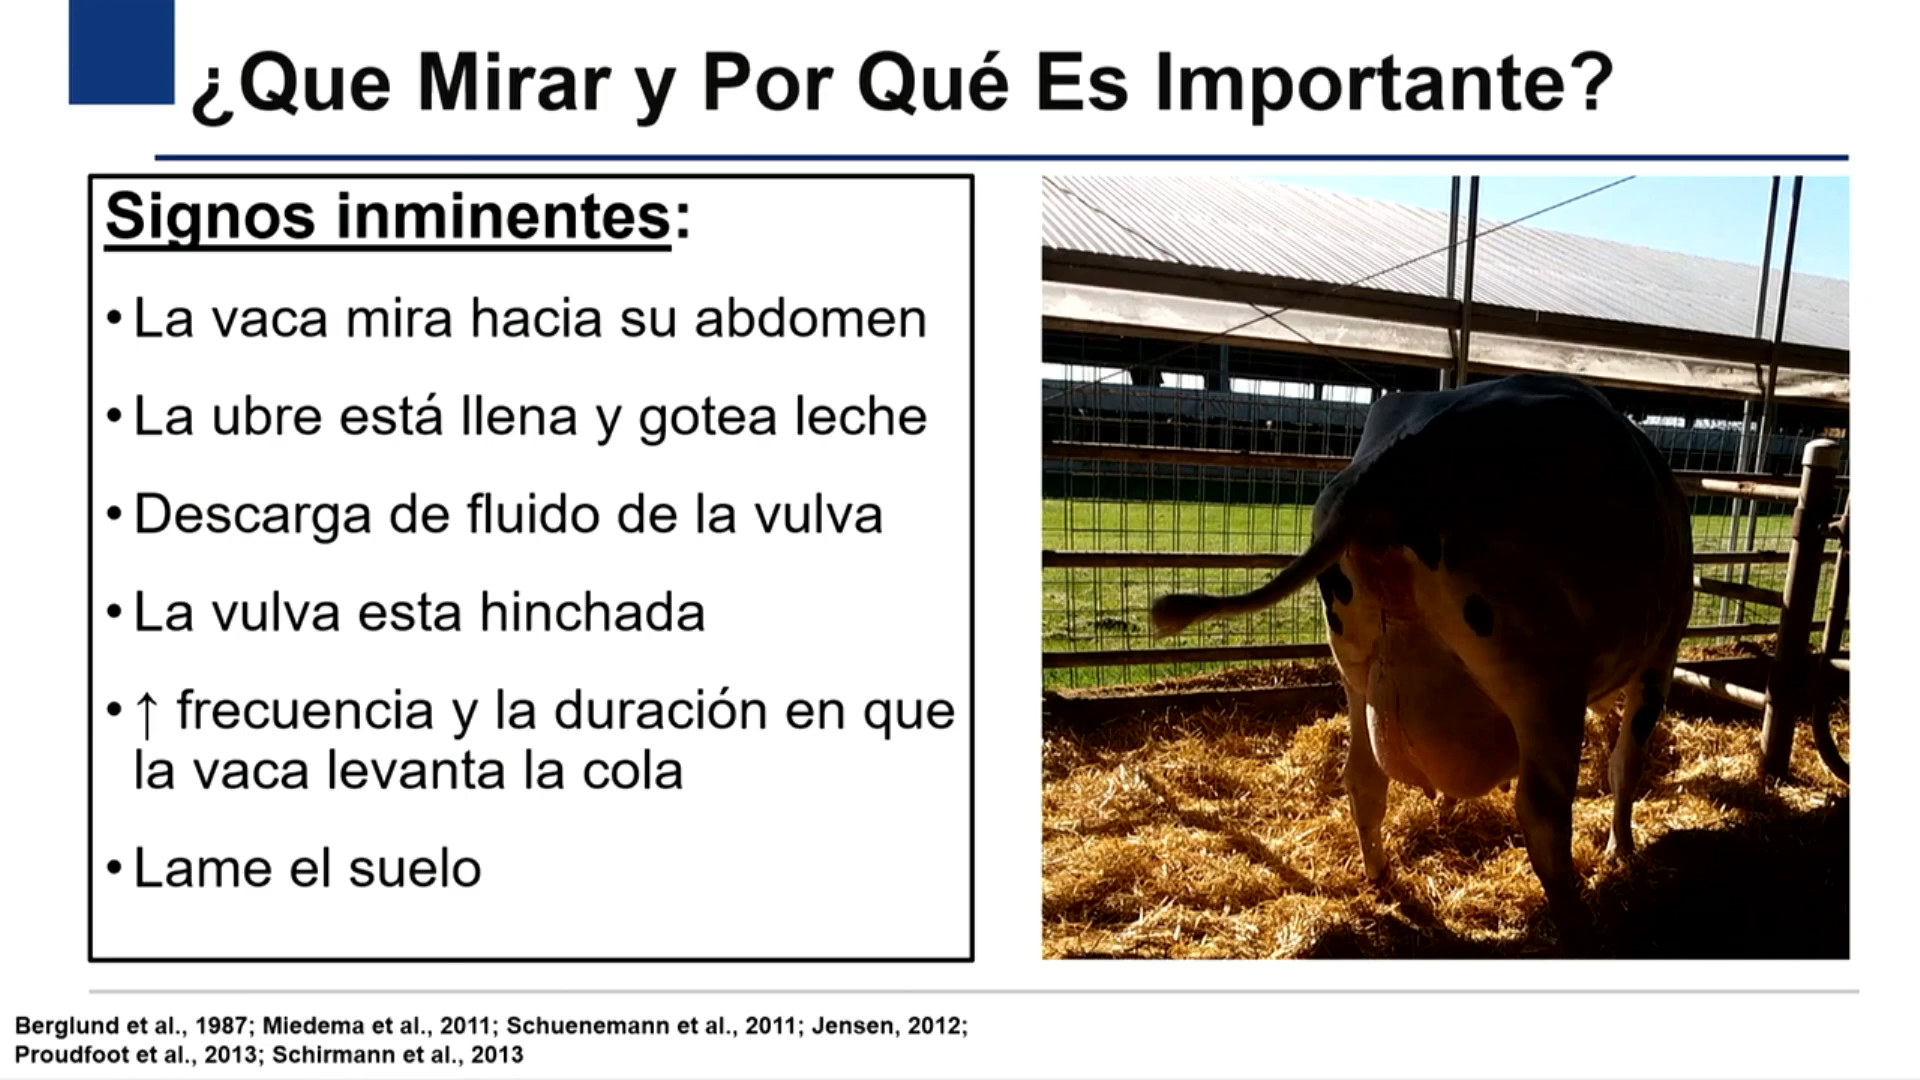 ¿Que Mirar y Por Qué Es Importante?
Signos inminentes:
• La vaca mira hacia su abdomen
• La ubre está llena y gotea leche
• Descarga de fluido de la vulva
• La vulva esta hinchada
• ↑ frecuencia y la duración en que
la vaca levanta la cola
• Lame el suelo
Berglund et al., 1987; Miedema et al., 2011; Schuenemann et al., 2011; Jensen, 2012;
Proudfoot et al., 2013; Schirmann et al., 2013